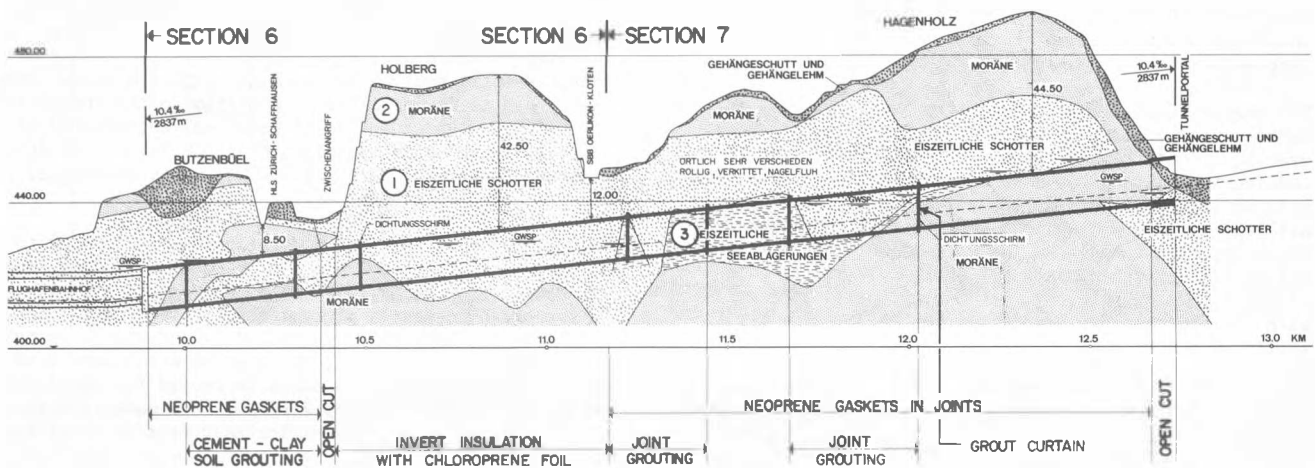 SECTION 6
SECTION 6
SECTION 7
HAGENHOLZ
480.00
HOLBERG
GEHÄNGESCHUTT UND
GEHÄNGELEHM
MORÄNE
10.4 ‰
2837 m
TUNNELPORTAL
10.4 ‰
2837 m
HLS ZÜRICH-SCHAFFHAUSEN
ZWISCHENANGRIFF
2
MORÄNE
SBB OERLIKON-KLOTEN
MORÄNE
44.50
42.50
GEHÄNGESCHUTT UND
GEHÄNGELEHM
BUTZENBÜEL
EISZEITLICHE SCHOTTER
ÖRTLICH SEHR VERSCHIEDEN
ROLLIG, VERKITTET, NAGELFLUH
1 EISZEITLICHE SCHOTTER
440.00
12.00
GWSP
GWSP
DICHTUNGSSCHIRM
8.50
GWSP
3 EISZEITLICHE
SEEABLAGERUNGEN
EISZEITLICHE SCHOTTER
DICHTUNGSSCHIRM
GWSP
MORÄNE
FLUGHAFENBAHNHOF
MORÄNE
400.00
10.0
10.5
11.0
11.5
12.0
12.5
13.0 KM
NEOPRENE GASKETS
OPEN CUT
NEOPRENE GASKETS IN JOINTS
OPEN CUT
CEMENT - CLAY
SOIL GROUTING
INVERT INSULATION
WITH CHLOROPRENE FOIL
JOINT
GROUTING
JOINT
GROUTING
GROUT CURTAIN